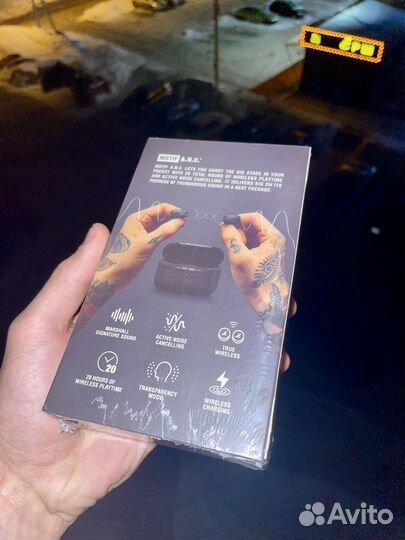 MOTIF A.N.C.
MOTIF A.N.C. LETS YOU CARRY THE BIG STAGE IN YOUR
POCKET WITH 20 TOTAL HOURS OF WIRELESS PLAYTIME
AND ACTIVE NOISE CANCELLING. IT DELIVERS BIG ON ITS
PROMISE OF THUNDEROUS SOUND IN A NEAT PACKAGE.
MARSHALL
SIGNATURE SOUND
ACTIVE NOISE
CANCELLING
TRUE
WIRELESS
20
20 HOURS OF
WIRELESS PLAYTIME
TRANSPARENCY
MODE
WIRELESS
CHARGING
Avito